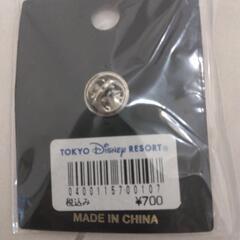 TOKYO Disney RESORT®
0400115700107
税込み ¥700
MADE IN CHINA